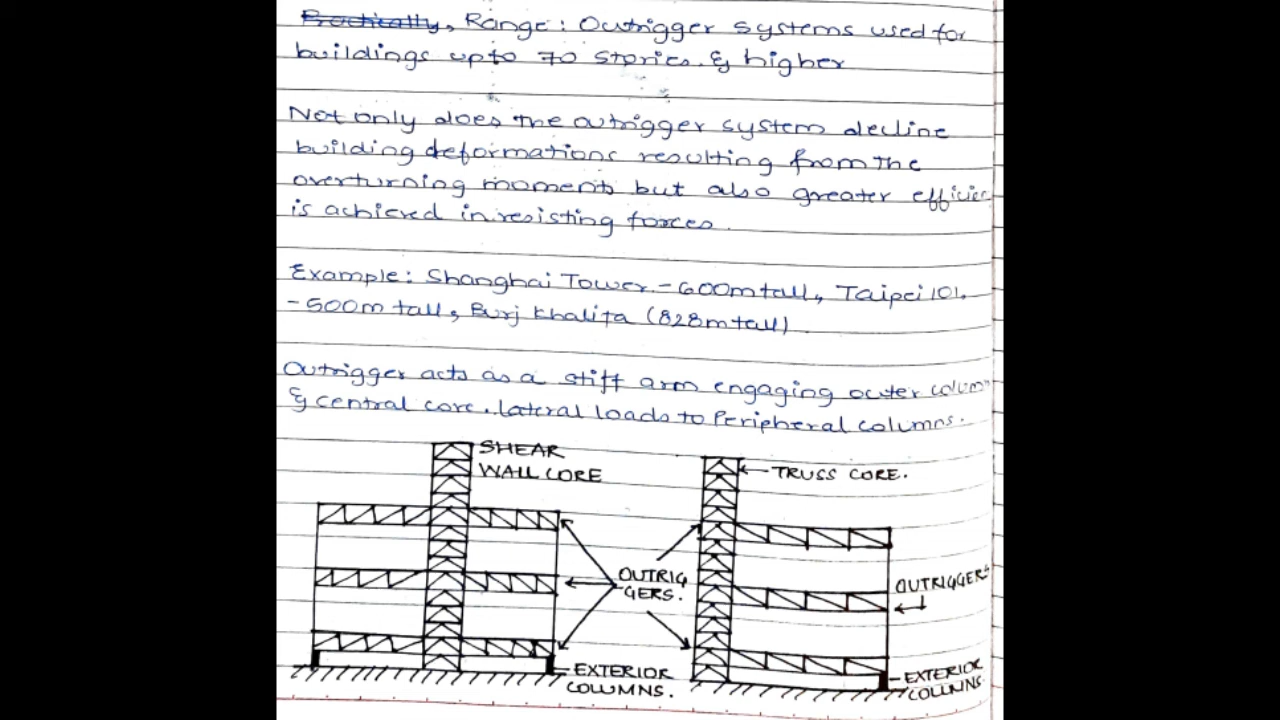 Practically, Range: Outrigger systems used for
buildings upto 70 stories. & higher
Not only does the outrigger system decline
building deformations resulting from the
overturning moments but also greater efficien
is achieved in resisting forces.
Example: Shanghai Tower - 600m tall, Taipei 101.
- 500m tall, Burj Khalifa (828m tall)
Outrigger acts as a stiff arm engaging outer column
& central core. lateral loads to Peripheral columns.
SHEAR
WALL CORE
TRUSS CORE.
OUTRIG
GERS.
OUTRIGGERS
EXTERIOR
COLUMNS.
EXTERIOR
COLUMNS